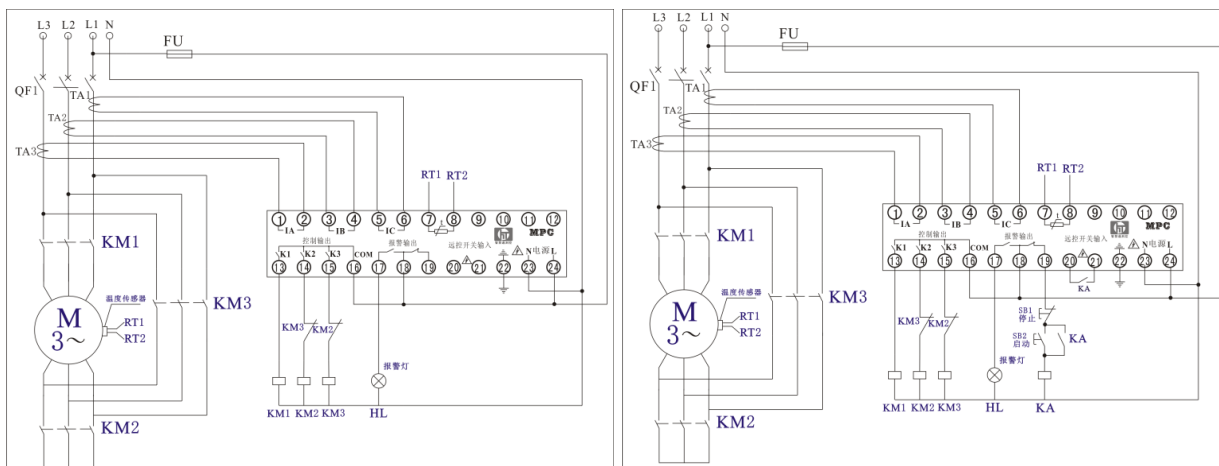 L3 L2 L1 N
FU
QF1
TA1
TA2
TA3
RT1 RT2
1 2 3 4 5 6 7 8 9 10 11 12
IA IB IC
MPC
控制输出 报警输出 远控开关输入 N电源L
K1 K2 K3 COM
13 14 15 16 17 18 19 20 21 22 23 24
KM1
KM3
M
3~
温度传感器
RT1
RT2
KM3 KM2
报警灯
KM1 KM2 KM3 HL
KM2
L3 L2 L1 N
FU
QF1
TA1
TA2
TA3
RT1 RT2
1 2 3 4 5 6 7 8 9 10 11 12
IA IB IC
MPC
控制输出 报警输出 远控开关输入 N电源L
K1 K2 K3 COM
13 14 15 16 17 18 19 20 21 22 23 24
KA
KM1
KM3
M
3~
温度传感器
RT1
RT2
KM3 KM2
SB1
停止
SB2
启动
KA
报警灯
KM1 KM2 KM3 HL KA
KM2